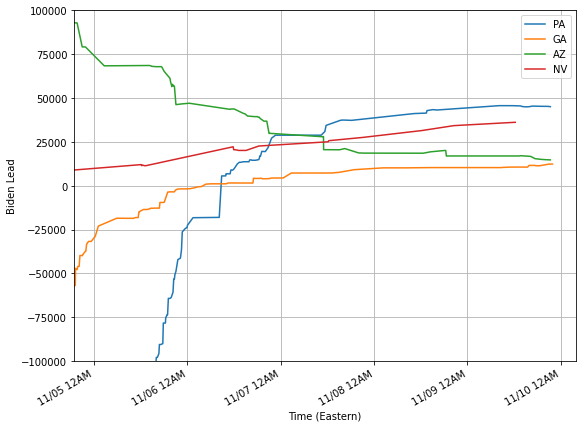 100000
75000
50000
25000
0
−25000
−50000
−75000
−100000
Biden Lead
PA
GA
AZ
NV
11/05 12AM
11/06 12AM
11/07 12AM
11/08 12AM
11/09 12AM
11/10 12AM
Time (Eastern)